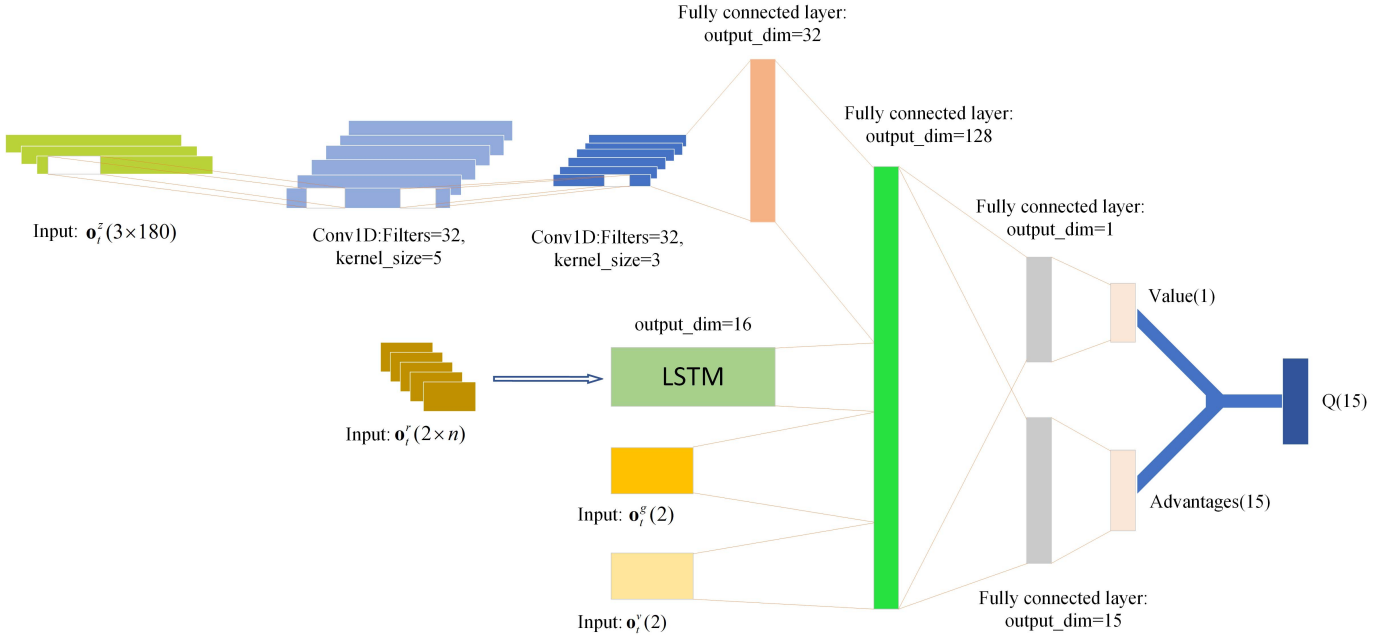 Fully connected layer:
output_dim=32
Fully connected layer:
output_dim=128
Input: o_t^z(3×180)
Conv1D:Filters=32,
kernel_size=5
Conv1D:Filters=32,
kernel_size=3
Fully connected layer:
output_dim=1
Value(1)
output_dim=16
LSTM
Input: o_t^r(2×n)
Q(15)
Input: o_t^g(2)
Advantages(15)
Input: o_t^v(2)
Fully connected layer:
output_dim=15